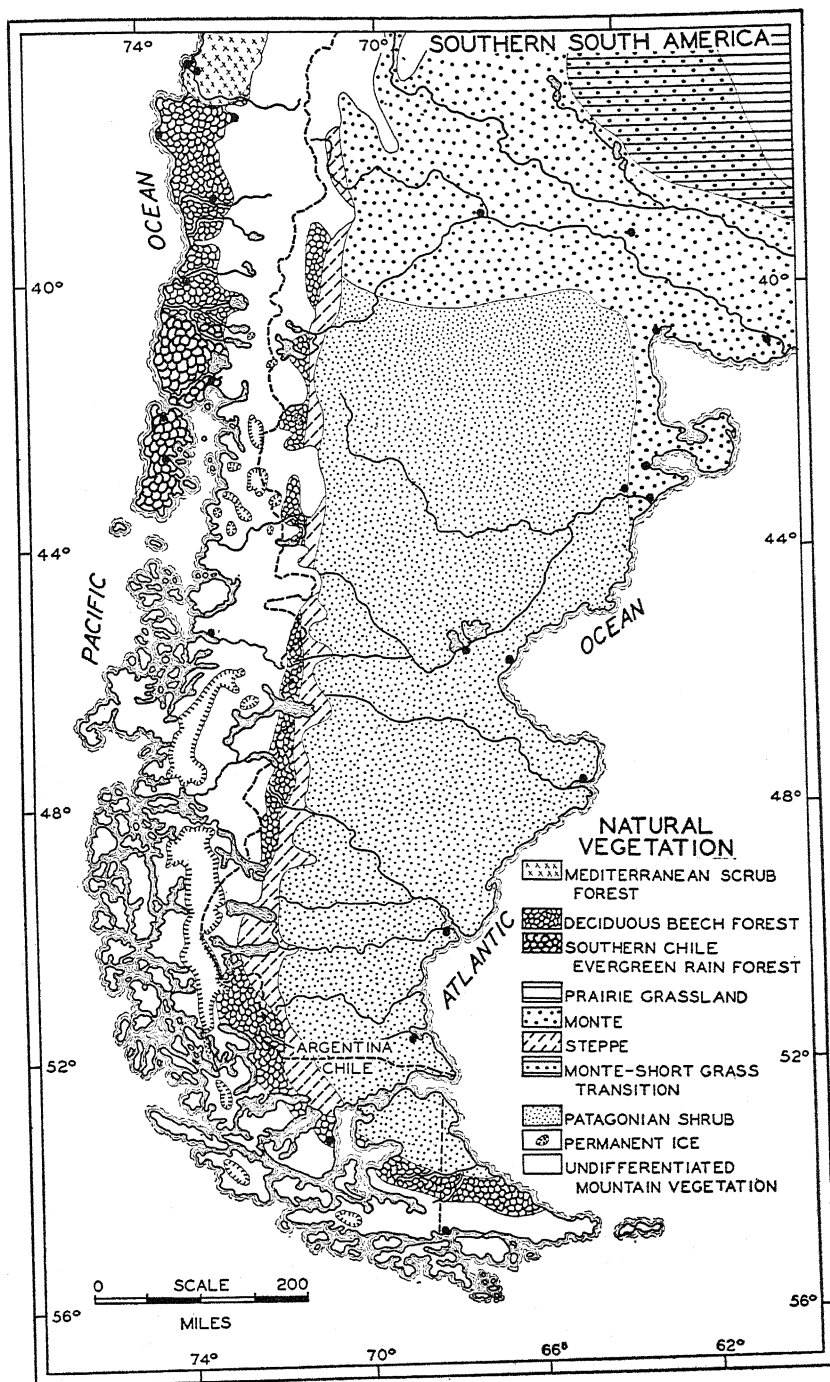 74°
70°
SOUTHERN SOUTH AMERICA
OCEAN
40°
40°
44°
44°
PACIFIC
OCEAN
48°
48°
NATURAL
VEGETATION
MEDITERRANEAN SCRUB
FOREST
DECIDUOUS BEECH FOREST
SOUTHERN CHILE
EVERGREEN RAIN FOREST
ATLANTIC
PRAIRIE GRASSLAND
MONTE
STEPPE
MONTE-SHORT GRASS
TRANSITION
PATAGONIAN SHRUB
PERMANENT ICE
UNDIFFERENTIATED
MOUNTAIN VEGETATION
ARGENTINA
CHILE
52°
52°
0 SCALE 200
MILES
56°
56°
74°
70°
66°
62°